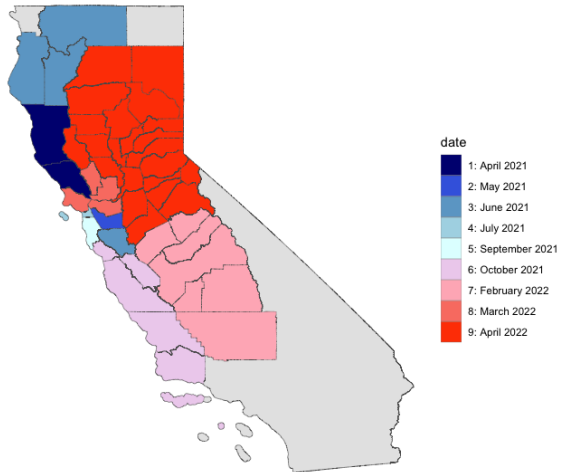 date
1: April 2021
2: May 2021
3: June 2021
4: July 2021
5: September 2021
6: October 2021
7: February 2022
8: March 2022
9: April 2022